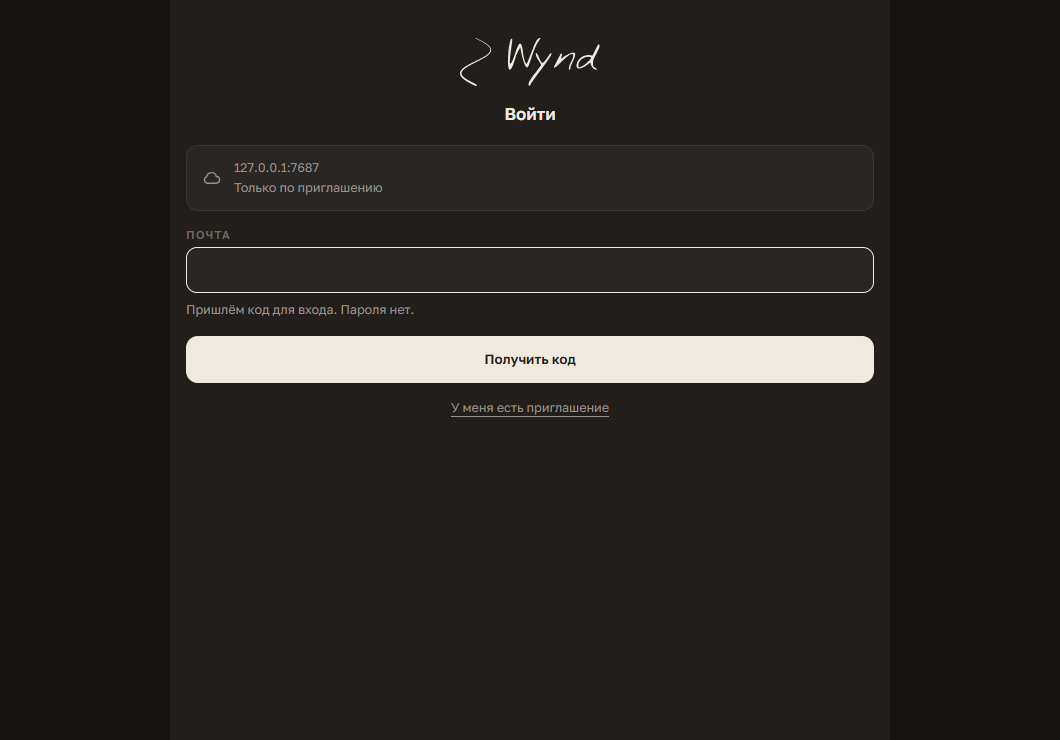 Wynd
Войти
127.0.0.1:7687
Только по приглашению
ПОЧТА
Пришлём код для входа. Пароля нет.
Получить код
У меня есть приглашение